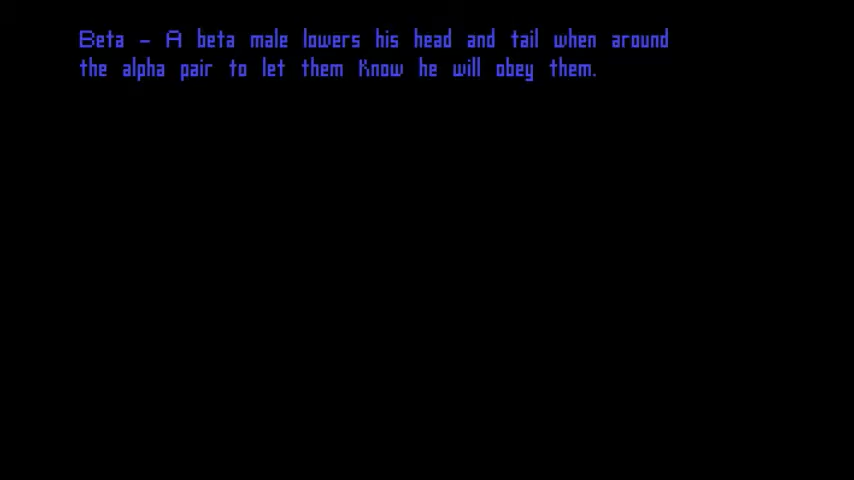 Beta - A beta male lowers his head and tail when around
the alpha pair to let them Know he will obey them.